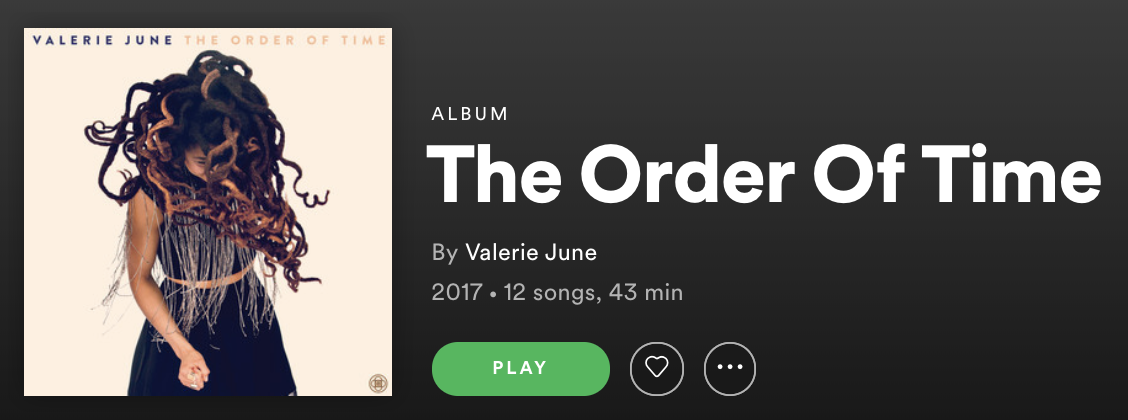 VALERIE JUNE THE ORDER OF TIME
ALBUM
The Order Of Time
By Valerie June
2017 • 12 songs, 43 min
PLAY